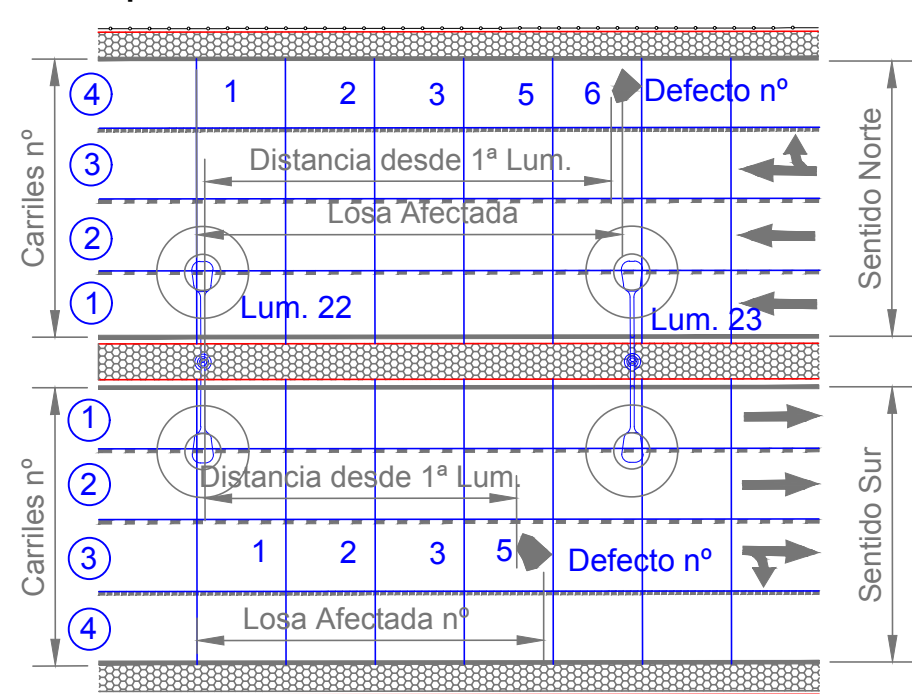 4 1 2 3 5 6 Defecto nº
3 Distancia desde 1ª Lum.
Losa Afectada
2
1 Lum. 22 Lum. 23
Carriles nº
Sentido Norte
1
2 Distancia desde 1ª Lum.
3 1 2 3 5 Defecto nº
4 Losa Afectada nº
Carriles nº
Sentido Sur